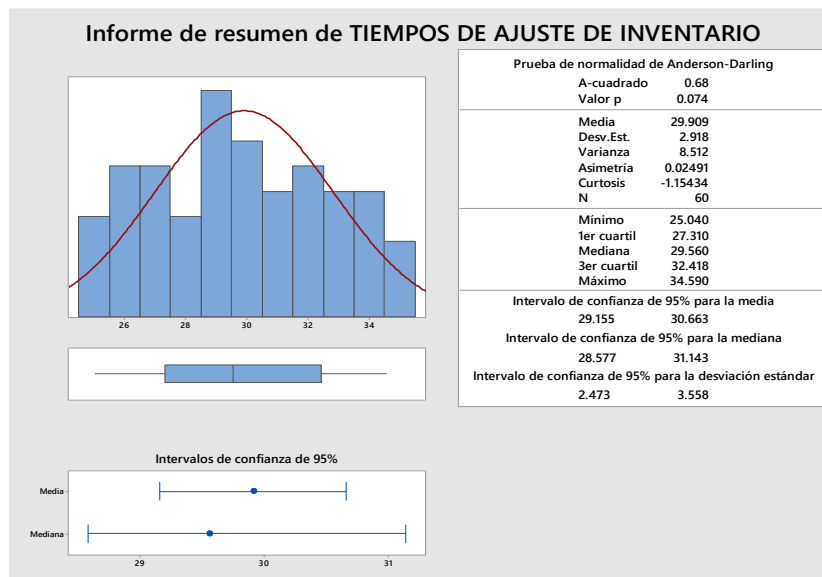 Informe de resumen de TIEMPOS DE AJUSTE DE INVENTARIO
26 28 30 32 34
Intervalos de confianza de 95%
Media
Mediana
29 30 31
Prueba de normalidad de Anderson-Darling
A-cuadrado 0.68
Valor p 0.074
Media 29.909
Desv.Est. 2.918
Varianza 8.512
Asimetría 0.02491
Curtosis -1.15434
N 60
Mínimo 25.040
1er cuartil 27.310
Mediana 29.560
3er cuartil 32.418
Máximo 34.590
Intervalo de confianza de 95% para la media
29.155 30.663
Intervalo de confianza de 95% para la mediana
28.577 31.143
Intervalo de confianza de 95% para la desviación estándar
2.473 3.558